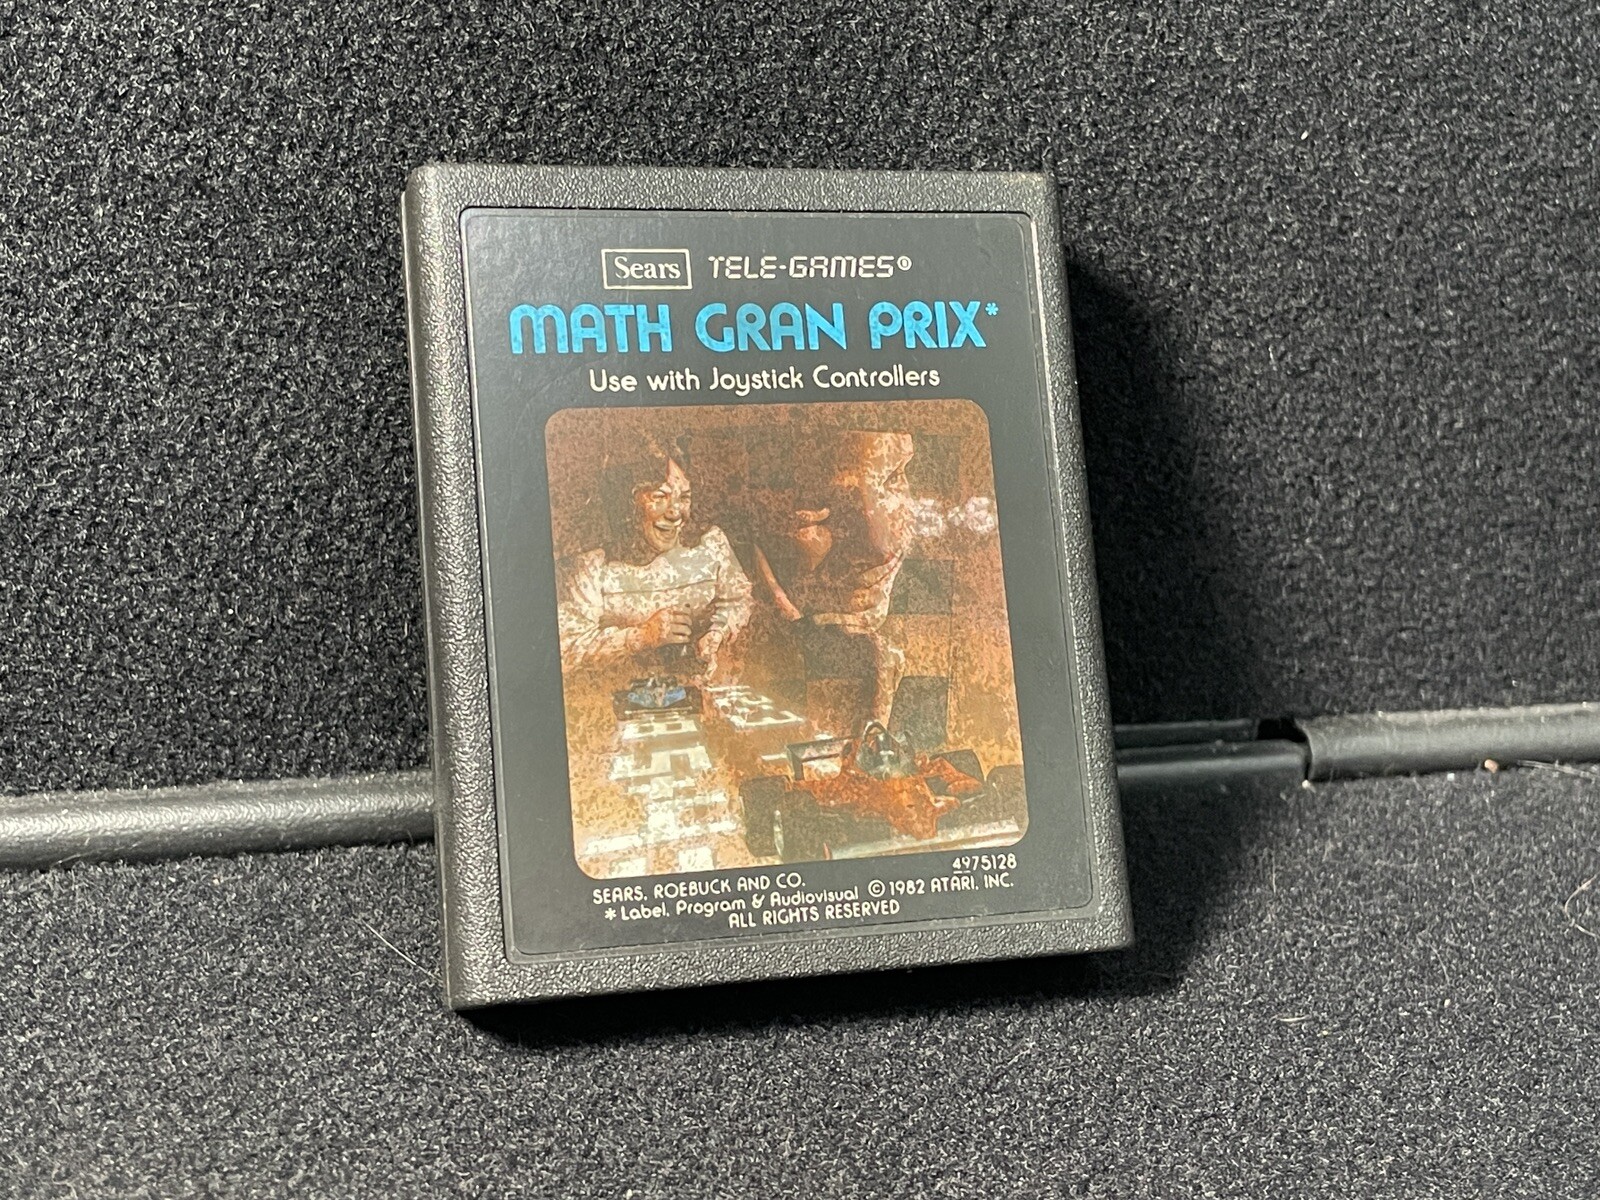 Sears TELE-GAMES®
MATH GRAN PRIX*
Use with Joystick Controllers
4975128
SEARS, ROEBUCK AND CO.
* Label, Program & Audiovisual © 1982 ATARI, INC.
ALL RIGHTS RESERVED